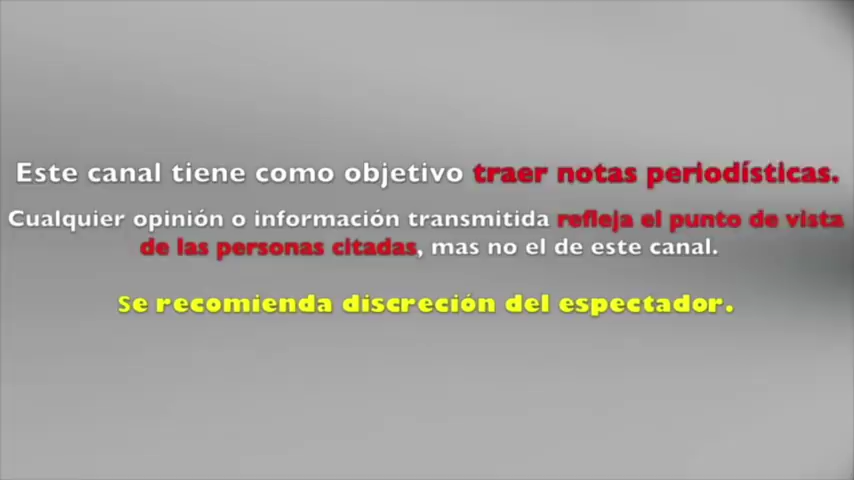 Este canal tiene como objetivo traer notas periodísticas.
Cualquier opinión o información transmitida refleja el punto de vista
de las personas citadas, mas no el de este canal.
Se recomienda discreción del espectador.